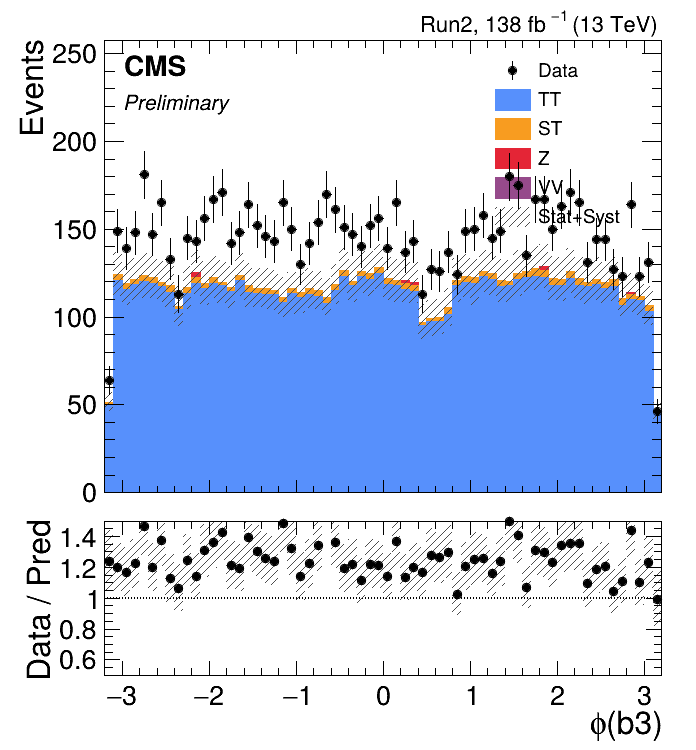 Run2, 138 fb⁻¹ (13 TeV)
CMS
Preliminary
Events
250
200
150
100
50
0
Data
TT
ST
Z
VV
Stat+Syst
Data / Pred
1.4
1.2
1
0.8
0.6
−3 −2 −1 0 1 2 3
ϕ(b3)